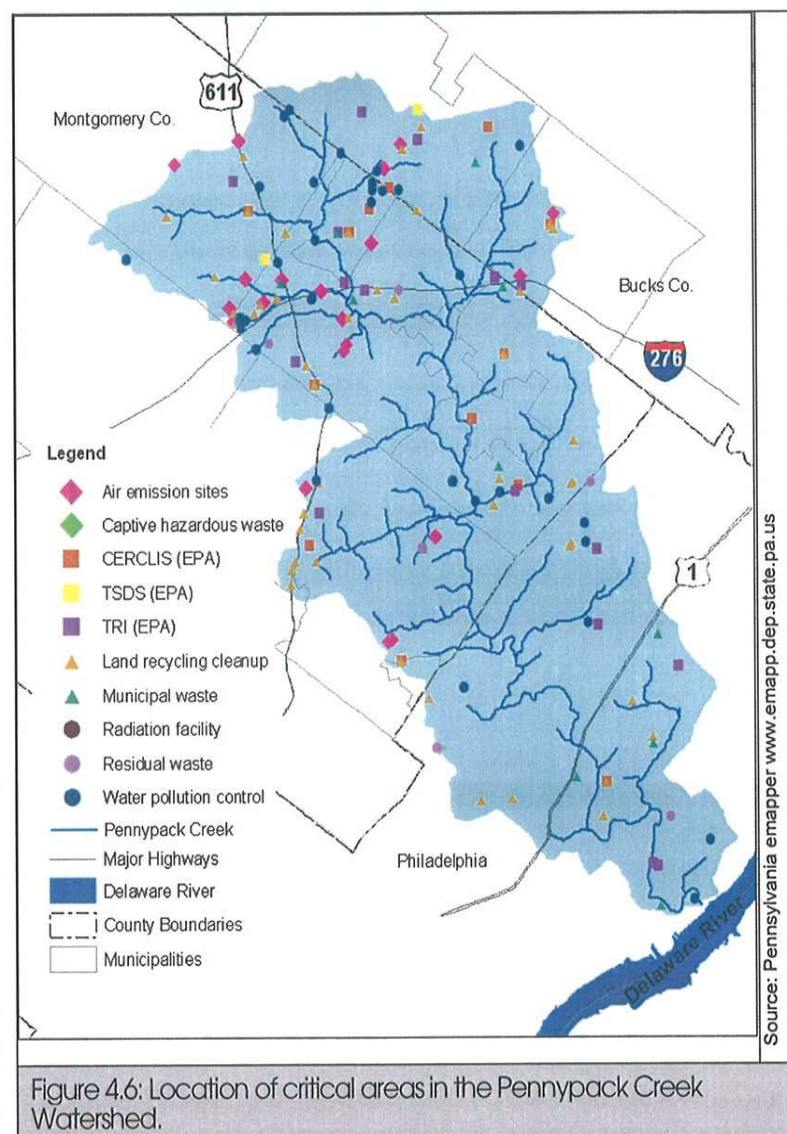 611
Montgomery Co.
Bucks Co.
276
Legend
Air emission sites
Captive hazardous waste
CERCLIS (EPA)
TSDS (EPA)
TRI (EPA)
Land recycling cleanup
Municipal waste
Radiation facility
Residual waste
Water pollution control
Pennypack Creek
Major Highways
Delaware River
County Boundaries
Municipalities
1
Philadelphia
Delaware River
Source: Pennsylvania emapper www.emapp.dep.state.pa.us
Figure 4.6: Location of critical areas in the Pennypack Creek
Watershed.